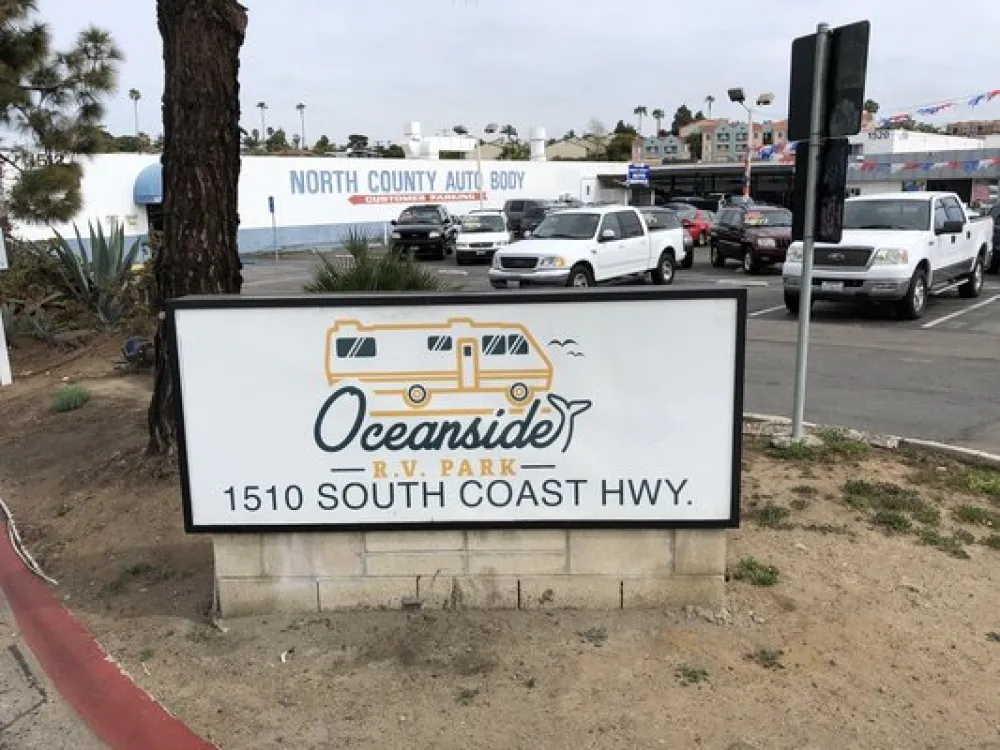 NORTH COUNTY AUTO BODY
CUSTOMER PARKING
Oceanside
R.V. PARK
1510 SOUTH COAST HWY.